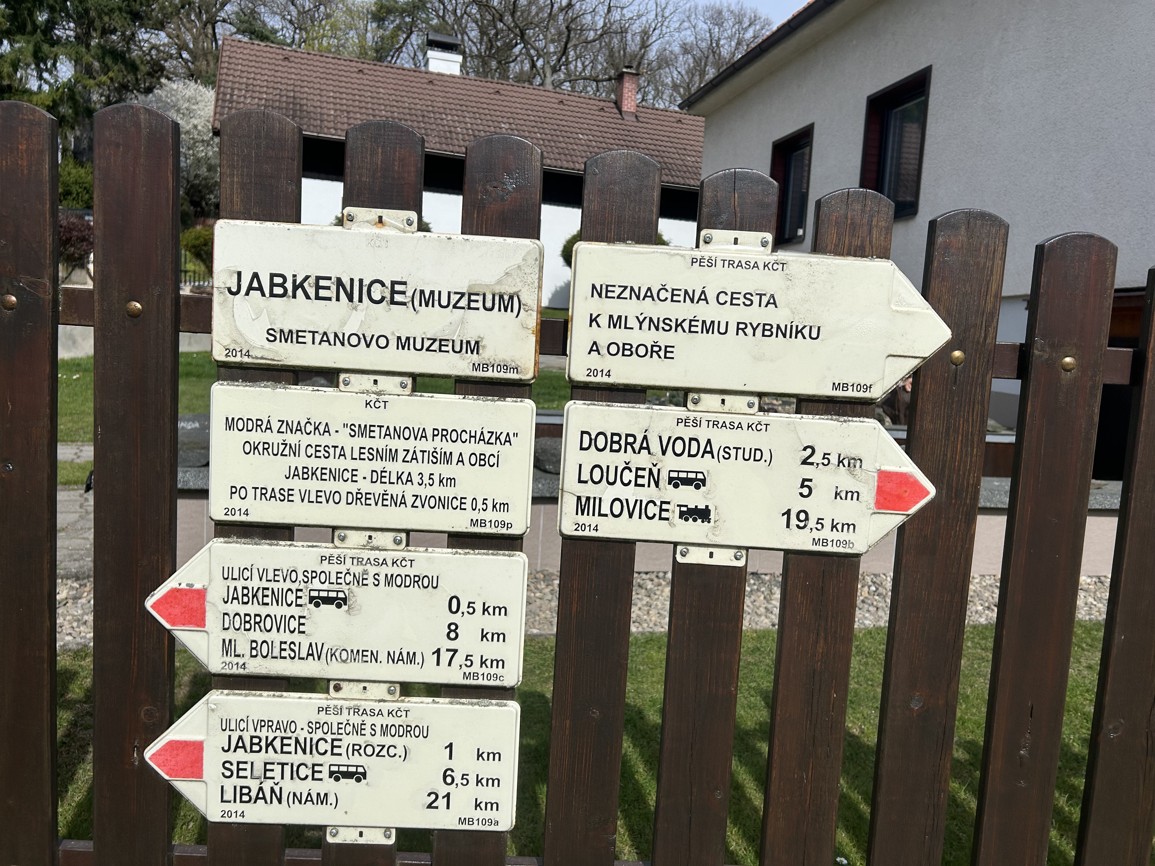 KČT
JABKENICE (MUZEUM)
SMETANOVO MUZEUM
2014 MB109m
KČT
MODRÁ ZNAČKA - "SMETANOVA PROCHÁZKA"
OKRUŽNÍ CESTA LESNÍM ZÁTIŠÍM A OBCÍ
JABKENICE - DÉLKA 3,5 km
PO TRASE VLEVO DŘEVĚNÁ ZVONICE 0,5 km
2014 MB109p
PĚŠÍ TRASA KČT
ULICÍ VLEVO,SPOLEČNĚ S MODROU
JABKENICE 0,5 km
DOBROVICE 8 km
ML. BOLESLAV (KOMEN. NÁM.) 17,5 km
2014 MB109c
PĚŠÍ TRASA KČT
ULICÍ VPRAVO - SPOLEČNĚ S MODROU
JABKENICE (ROZC.) 1 km
SELETICE 6,5 km
LIBÁŇ (NÁM.) 21 km
2014 MB109a
PĚŠÍ TRASA KČT
NEZNAČENÁ CESTA
K MLÝNSKÉMU RYBNÍKU
A OBOŘE
2014 MB109f
PĚŠÍ TRASA KČT
DOBRÁ VODA (STUD.) 2,5 km
LOUČEŇ 5 km
MILOVICE 19,5 km
2014 MB109b